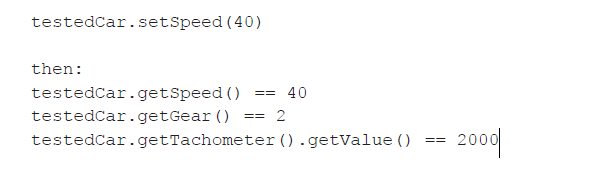 testedCar.setSpeed(40)
then:
testedCar.getSpeed() == 40
testedCar.getGear() == 2
testedCar.getTachometer().getValue() == 2000